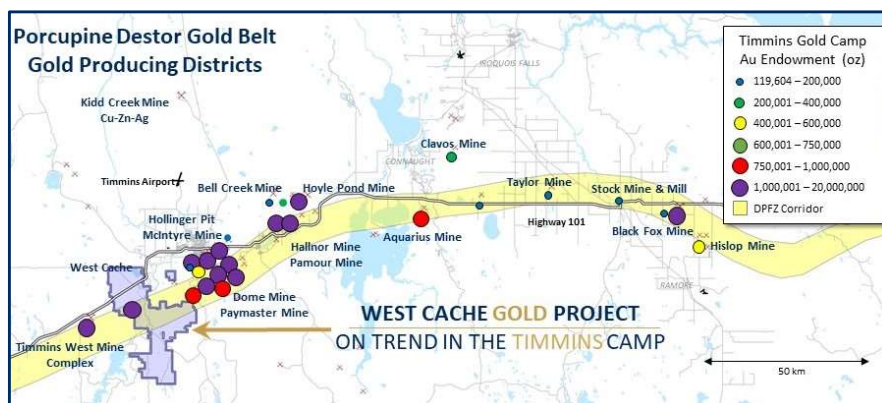 Porcupine Destor Gold Belt
Gold Producing Districts
Timmins Gold Camp
Au Endowment (oz)
119,604 – 200,000
200,001 – 400,000
400,001 – 600,000
600,001 – 750,000
750,001 – 1,000,000
1,000,001 – 20,000,000
DPFZ Corridor
IROQUOIS FALLS
Kidd Creek Mine
Cu-Zn-Ag
Clavos Mine
CONNAUGHT
Timmins Airport
Bell Creek Mine
Hoyle Pond Mine
Taylor Mine
Stock Mine & Mill
Hollinger Pit
McIntyre Mine
Highway 101
Black Fox Mine
Hallnor Mine
Pamour Mine
Aquarius Mine
Hislop Mine
West Cache
RAMORE
Dome Mine
Paymaster Mine
WEST CACHE GOLD PROJECT
ON TREND IN THE TIMMINS CAMP
Timmins West Mine
Complex
50 km